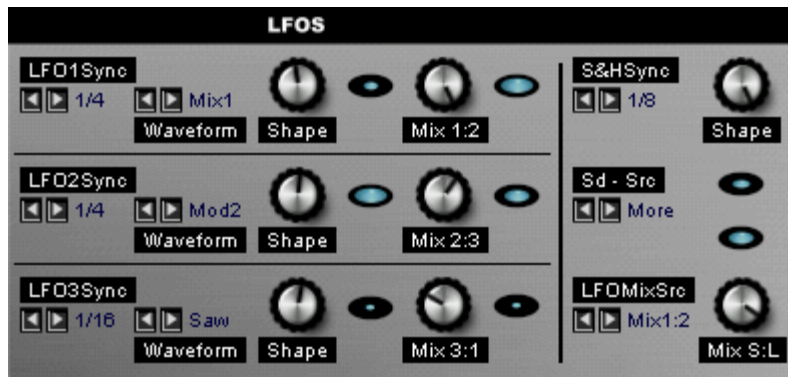 LFOS
LFO1Sync
1/4 Mix1
Waveform Shape Mix 1:2
LFO2Sync
1/4 Mod2
Waveform Shape Mix 2:3
LFO3Sync
1/16 Saw
Waveform Shape Mix 3:1
S&HSync
1/8
Shape
Sd - Src
More
LFOMixSrc
Mix1:2
Mix S:L